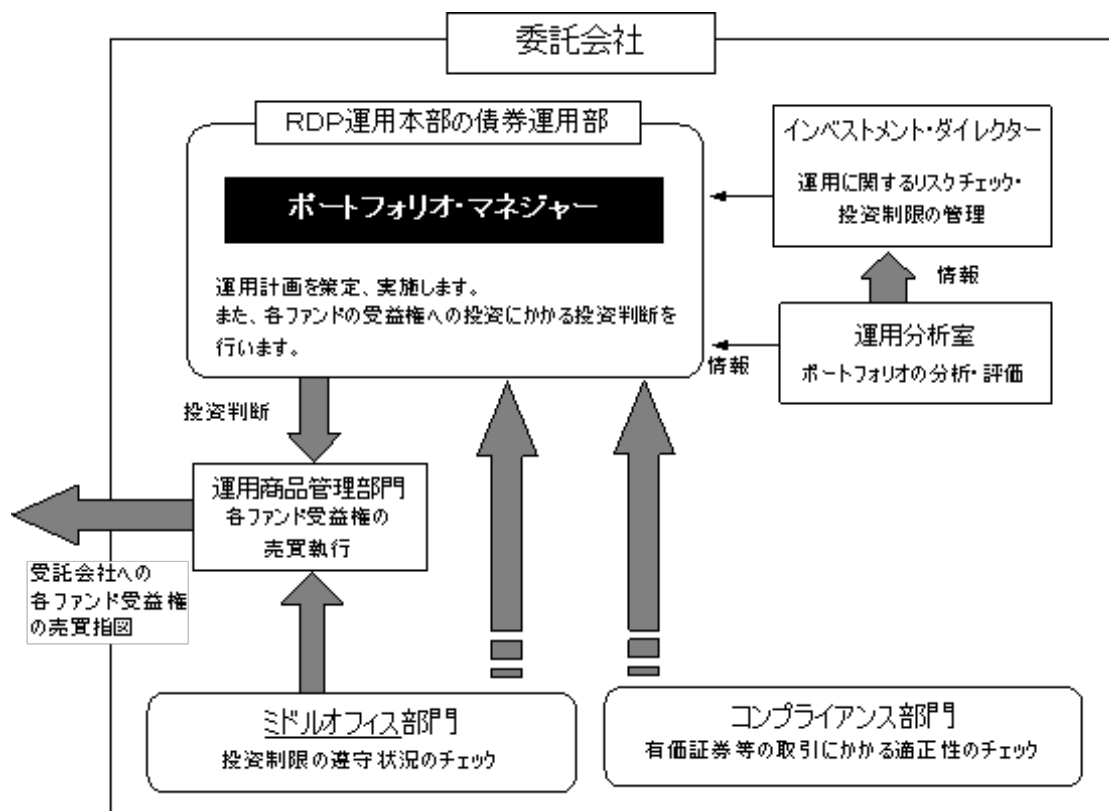 委託会社
RDP運用本部の債券運用部
ポートフォリオ・マネジャー
運用計画を策定、実施します。
また、各ファンドの受益権への投資にかかる投資判断を
行います。
インベストメント・ダイレクター
運用に関するリスクチェック・
投資制限の管理
情報
運用分析室
ポートフォリオの分析・評価
情報
投資判断
運用商品管理部門
各ファンド受益権の
売買執行
受託会社への
各ファンド受益権
の売買指図
ミドルオフィス部門
投資制限の遵守状況のチェック
コンプライアンス部門
有価証券等の取引にかかる適正性のチェック